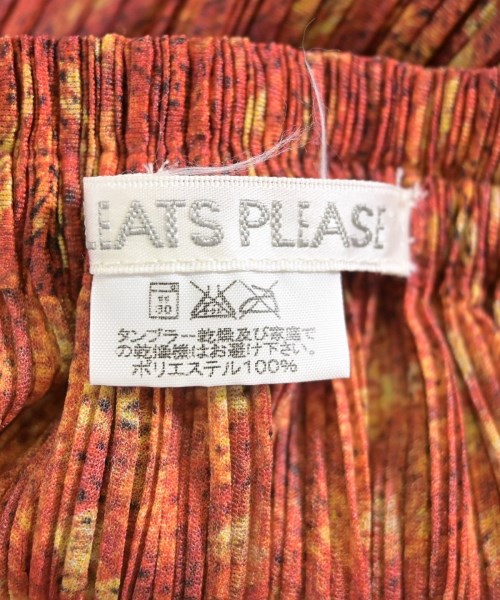 LEATS PLEASE
30
タンブラー乾燥及び家庭で
の乾燥機はお避け下さい。
ポリエステル100%